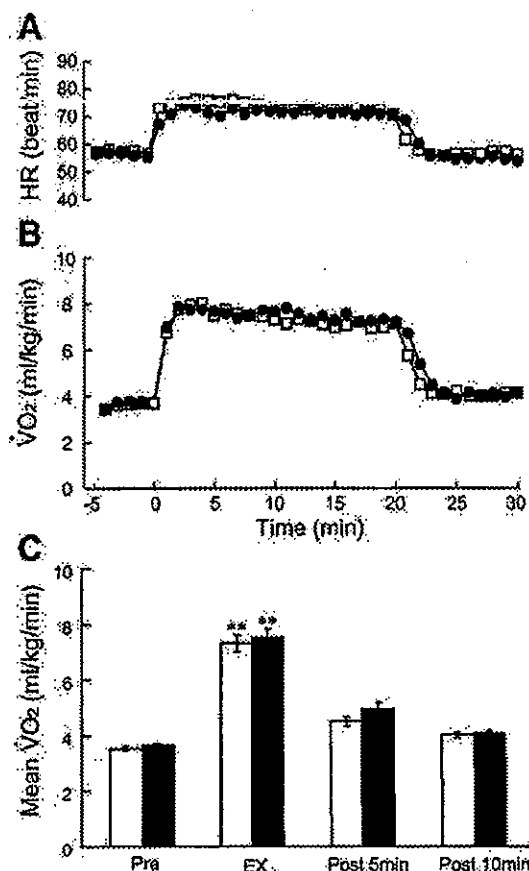 A
HR (beat/min)
90
80
70
60
50
40
B
V̇O2 (ml/kg/min)
10
8
6
4
2
0
-5 0 5 10 15 20 25 30
Time (min)
C
Mean V̇O2 (ml/kg/min)
10
8
6
4
2
0
** **
Pre EX Post 5min Post 10min